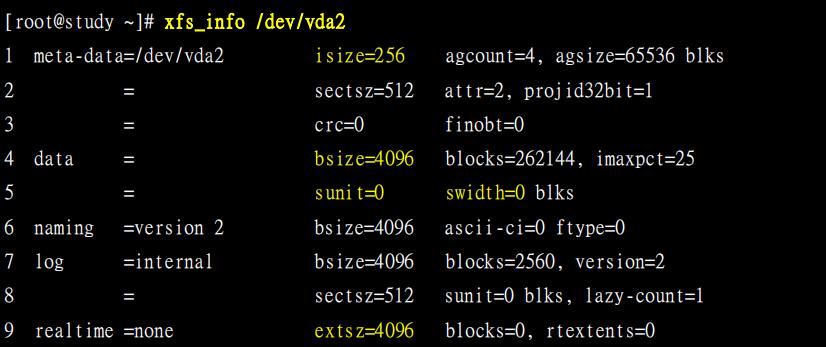 [root@study ~]# xfs_info /dev/vda2
1 meta-data=/dev/vda2 isize=256 agcount=4, agsize=65536 blks
2 = sectsz=512 attr=2, projid32bit=1
3 = crc=0 finobt=0
4 data = bsize=4096 blocks=262144, imaxpct=25
5 = sunit=0 swidth=0 blks
6 naming =version 2 bsize=4096 ascii-ci=0 ftype=0
7 log =internal bsize=4096 blocks=2560, version=2
8 = sectsz=512 sunit=0 blks, lazy-count=1
9 realtime =none extsz=4096 blocks=0, rtextents=0